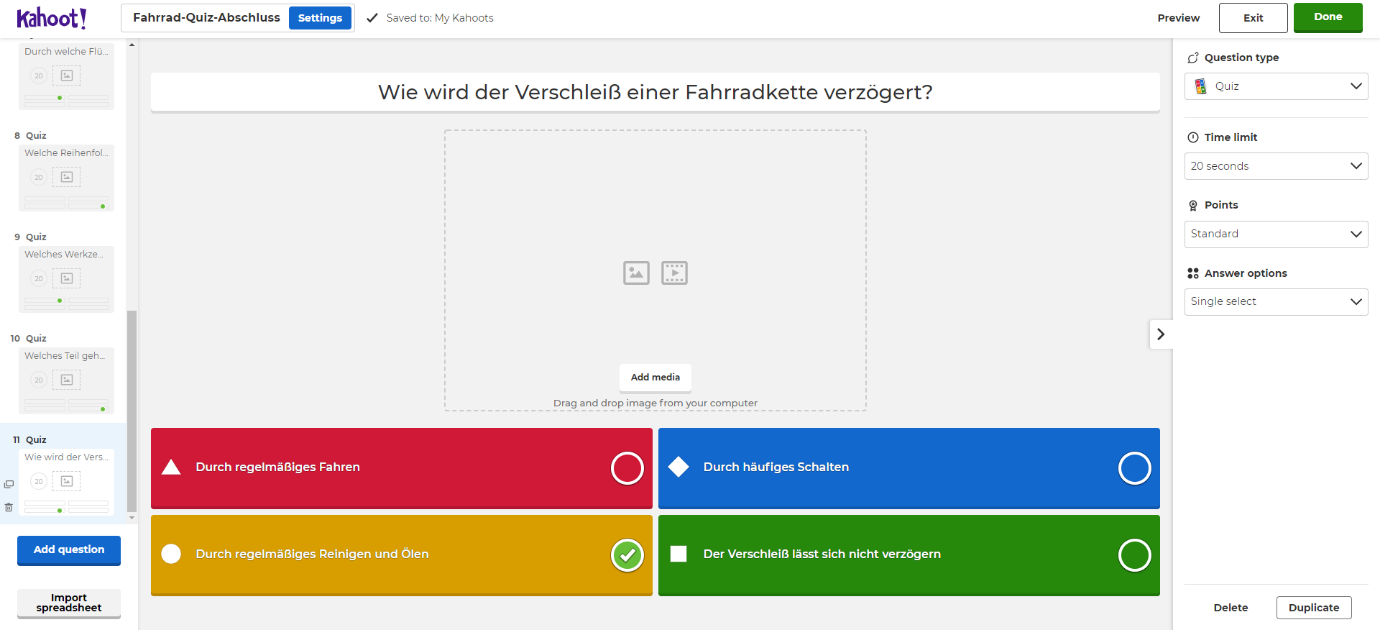 Kahoot!
Fahrrad-Quiz-Abschluss
Settings
Saved to: My Kahoots
Preview
Exit
Done
Durch welche Flü...
20
8 Quiz
Welche Reihenfol...
20
9 Quiz
Welches Werkze...
20
10 Quiz
Welches Teil geh...
20
11 Quiz
Wie wird der Vers...
20
Add question
Import
spreadsheet
Wie wird der Verschleiß einer Fahrradkette verzögert?
Add media
Drag and drop image from your computer
Durch regelmäßiges Fahren
Durch häufiges Schalten
Durch regelmäßiges Reinigen und Ölen
Der Verschleiß lässt sich nicht verzögern
Question type
Quiz
Time limit
20 seconds
Points
Standard
Answer options
Single select
Delete
Duplicate